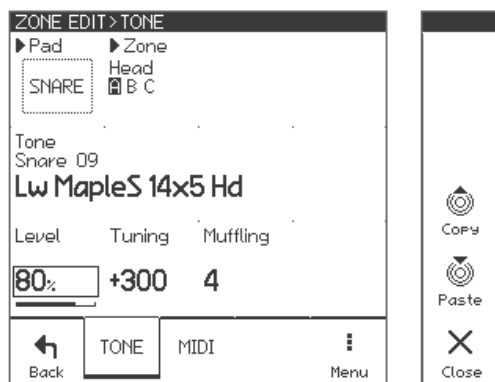 ZONE EDIT>TONE
Pad Zone
SNARE
Head
A B C
Tone
Snare 09
Lw MapleS 14x5 Hd
Level Tuning Muffling
80% +300 4
Back TONE MIDI Menu
Copy
Paste
Close